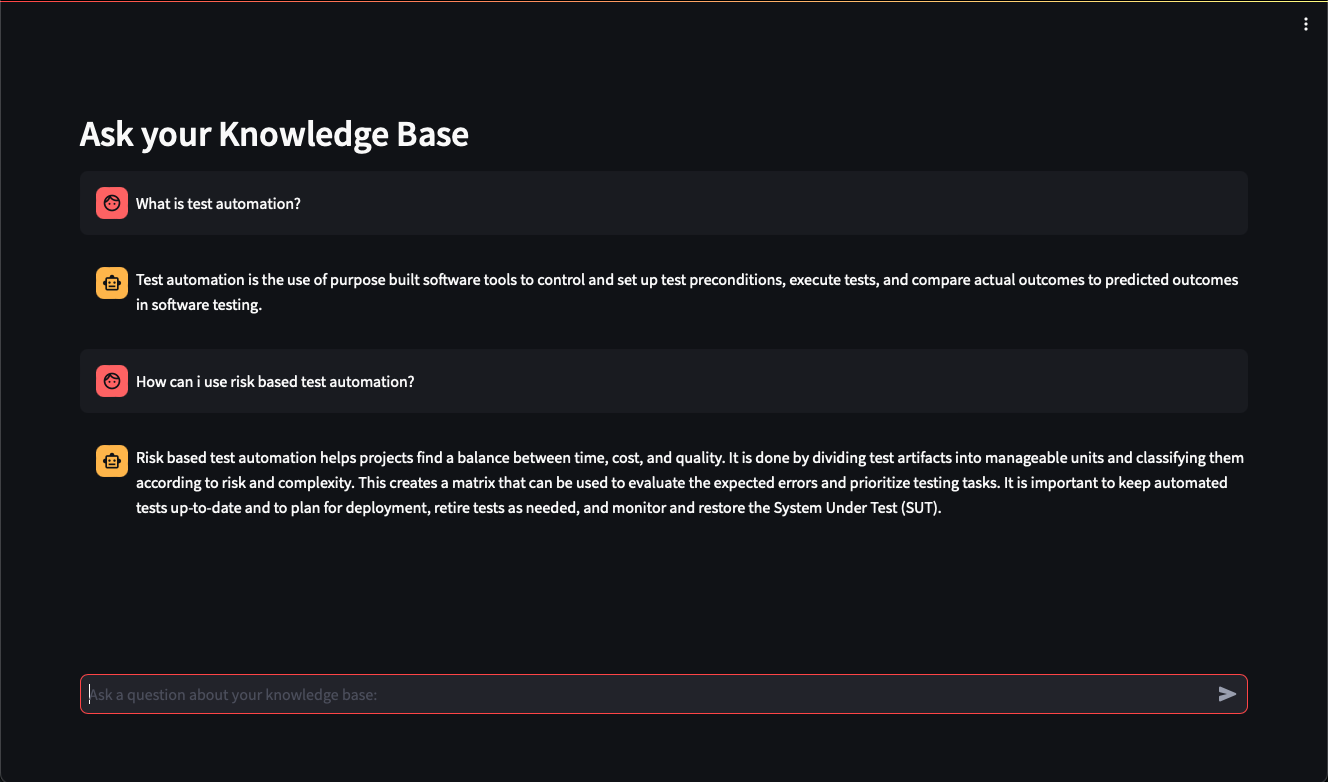 Ask your Knowledge Base
What is test automation?
Test automation is the use of purpose built software tools to control and set up test preconditions, execute tests, and compare actual outcomes to predicted outcomes
in software testing.
How can i use risk based test automation?
Risk based test automation helps projects find a balance between time, cost, and quality. It is done by dividing test artifacts into manageable units and classifying them
according to risk and complexity. This creates a matrix that can be used to evaluate the expected errors and prioritize testing tasks. It is important to keep automated
tests up-to-date and to plan for deployment, retire tests as needed, and monitor and restore the System Under Test (SUT).
Ask a question about your knowledge base: